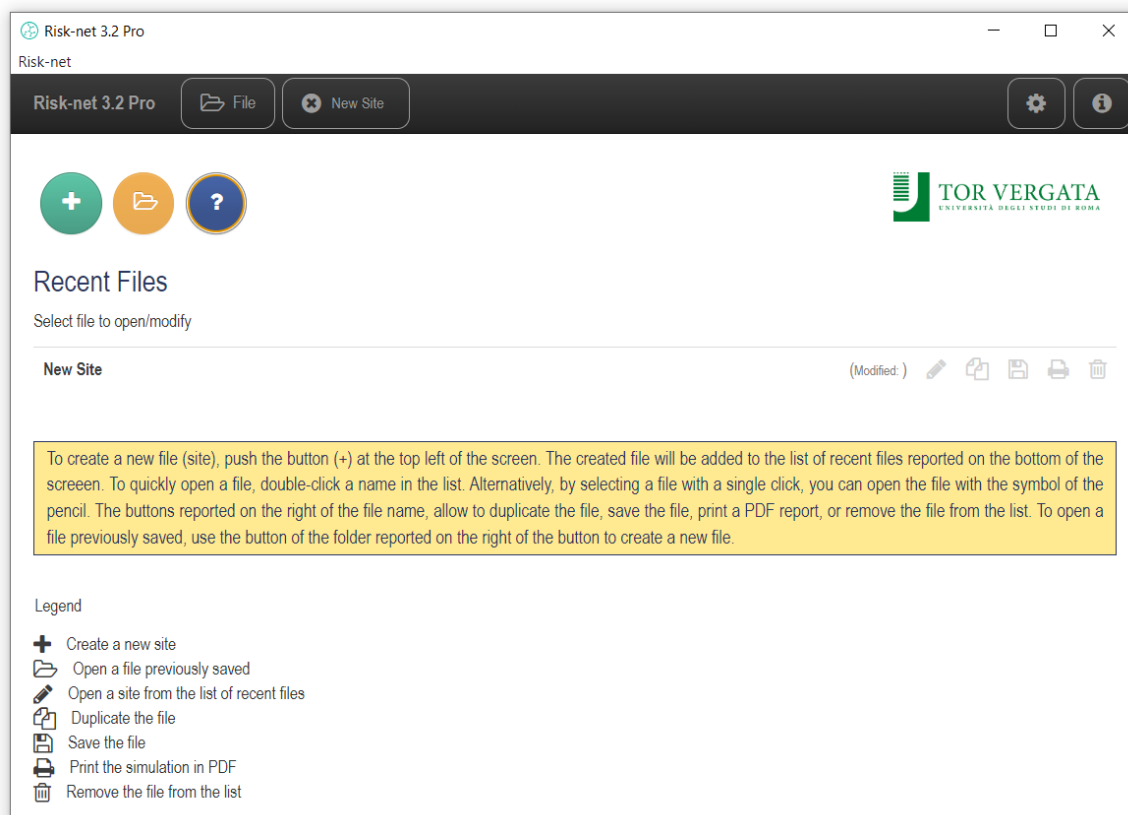 Risk-net 3.2 Pro
Risk-net
Risk-net 3.2 Pro
File
New Site
TOR VERGATA
UNIVERSITÀ DEGLI STUDI DI ROMA
Recent Files
Select file to open/modify
New Site
(Modified: )
To create a new file (site), push the button (+) at the top left of the screen. The created file will be added to the list of recent files reported on the bottom of the
screeen. To quickly open a file, double-click a name in the list. Alternatively, by selecting a file with a single click, you can open the file with the symbol of the
pencil. The buttons reported on the right of the file name, allow to duplicate the file, save the file, print a PDF report, or remove the file from the list. To open a
file previously saved, use the button of the folder reported on the right of the button to create a new file.
Legend
Create a new site
Open a file previously saved
Open a site from the list of recent files
Duplicate the file
Save the file
Print the simulation in PDF
Remove the file from the list